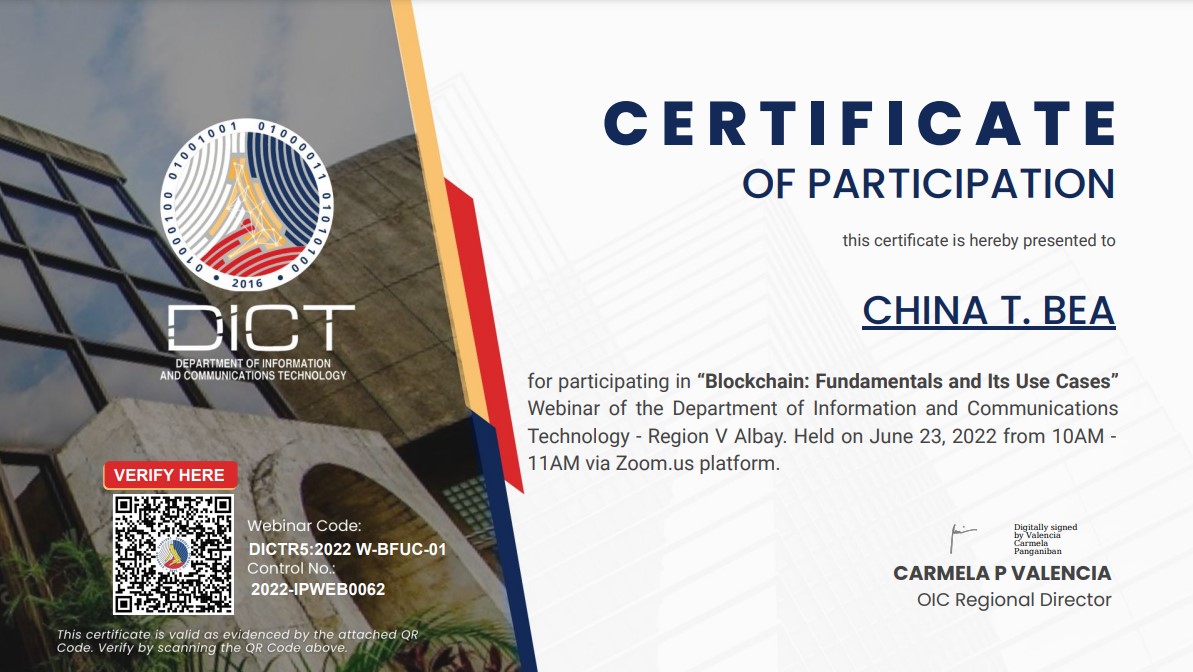 01000100 01001001 01000011 01010100 00
• 2016 •
DICT
DEPARTMENT OF INFORMATION
AND COMMUNICATIONS TECHNOLOGY
VERIFY HERE
Webinar Code:
DICTR5:2022 W-BFUC-01
Control No.:
2022-IPWEB0062
This certificate is valid as evidenced by the attached QR
Code. Verify by scanning the QR Code above.
CERTIFICATE
OF PARTICIPATION
this certificate is hereby presented to
CHINA T. BEA
for participating in “Blockchain: Fundamentals and Its Use Cases”
Webinar of the Department of Information and Communications
Technology - Region V Albay. Held on June 23, 2022 from 10AM -
11AM via Zoom.us platform.
Digitally signed
by Valencia
Carmela
Panganiban
CARMELA P VALENCIA
OIC Regional Director